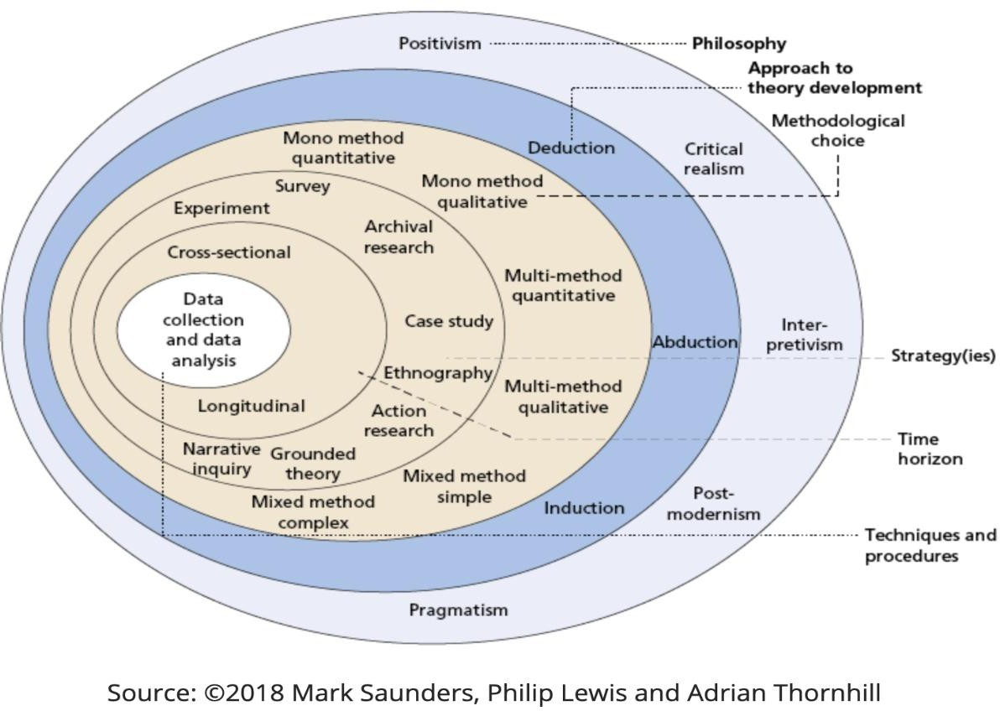 Positivism
Philosophy
Approach to
theory development
Methodological
choice
Mono method
quantitative
Deduction
Critical
realism
Survey
Mono method
qualitative
Experiment
Archival
research
Cross-sectional
Multi-method
quantitative
Data
collection
and data
analysis
Case study
Abduction
Inter-
pretivism
Strategy(ies)
Ethnography
Multi-method
qualitative
Longitudinal
Action
research
Time
horizon
Narrative
inquiry
Grounded
theory
Mixed method
simple
Mixed method
complex
Induction
Post-
modernism
Techniques and
procedures
Pragmatism
Source: ©2018 Mark Saunders, Philip Lewis and Adrian Thornhill